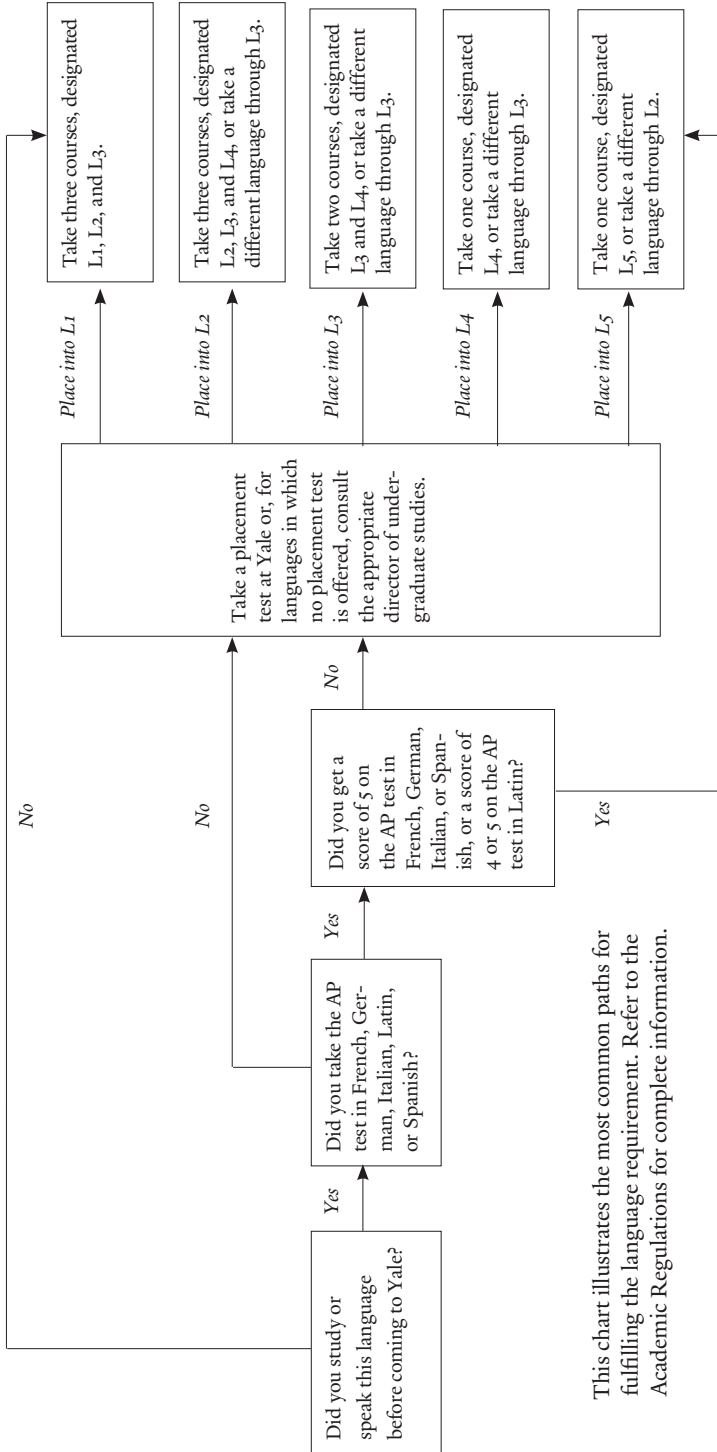 Did you study or
speak this language
before coming to Yale?
No
Yes
Did you take the AP
test in French, Ger-
man, Italian, Latin,
or Spanish?
No
Yes
Did you get a
score of 5 on
the AP test in
French, German,
Italian, or Span-
ish, or a score of
4 or 5 on the AP
test in Latin?
No
Yes
Take a placement
test at Yale or, for
languages in which
no placement test
is offered, consult
the appropriate
director of under-
graduate studies.
Place into L1
Take three courses, designated
L1, L2, and L3.
Place into L2
Take three courses, designated
L2, L3, and L4, or take a
different language through L3.
Place into L3
Take two courses, designated
L3 and L4, or take a different
language through L3.
Place into L4
Take one course, designated
L4, or take a different
language through L3.
Place into L5
Take one course, designated
L5, or take a different
language through L2.
This chart illustrates the most common paths for
fulfilling the language requirement. Refer to the
Academic Regulations for complete information.